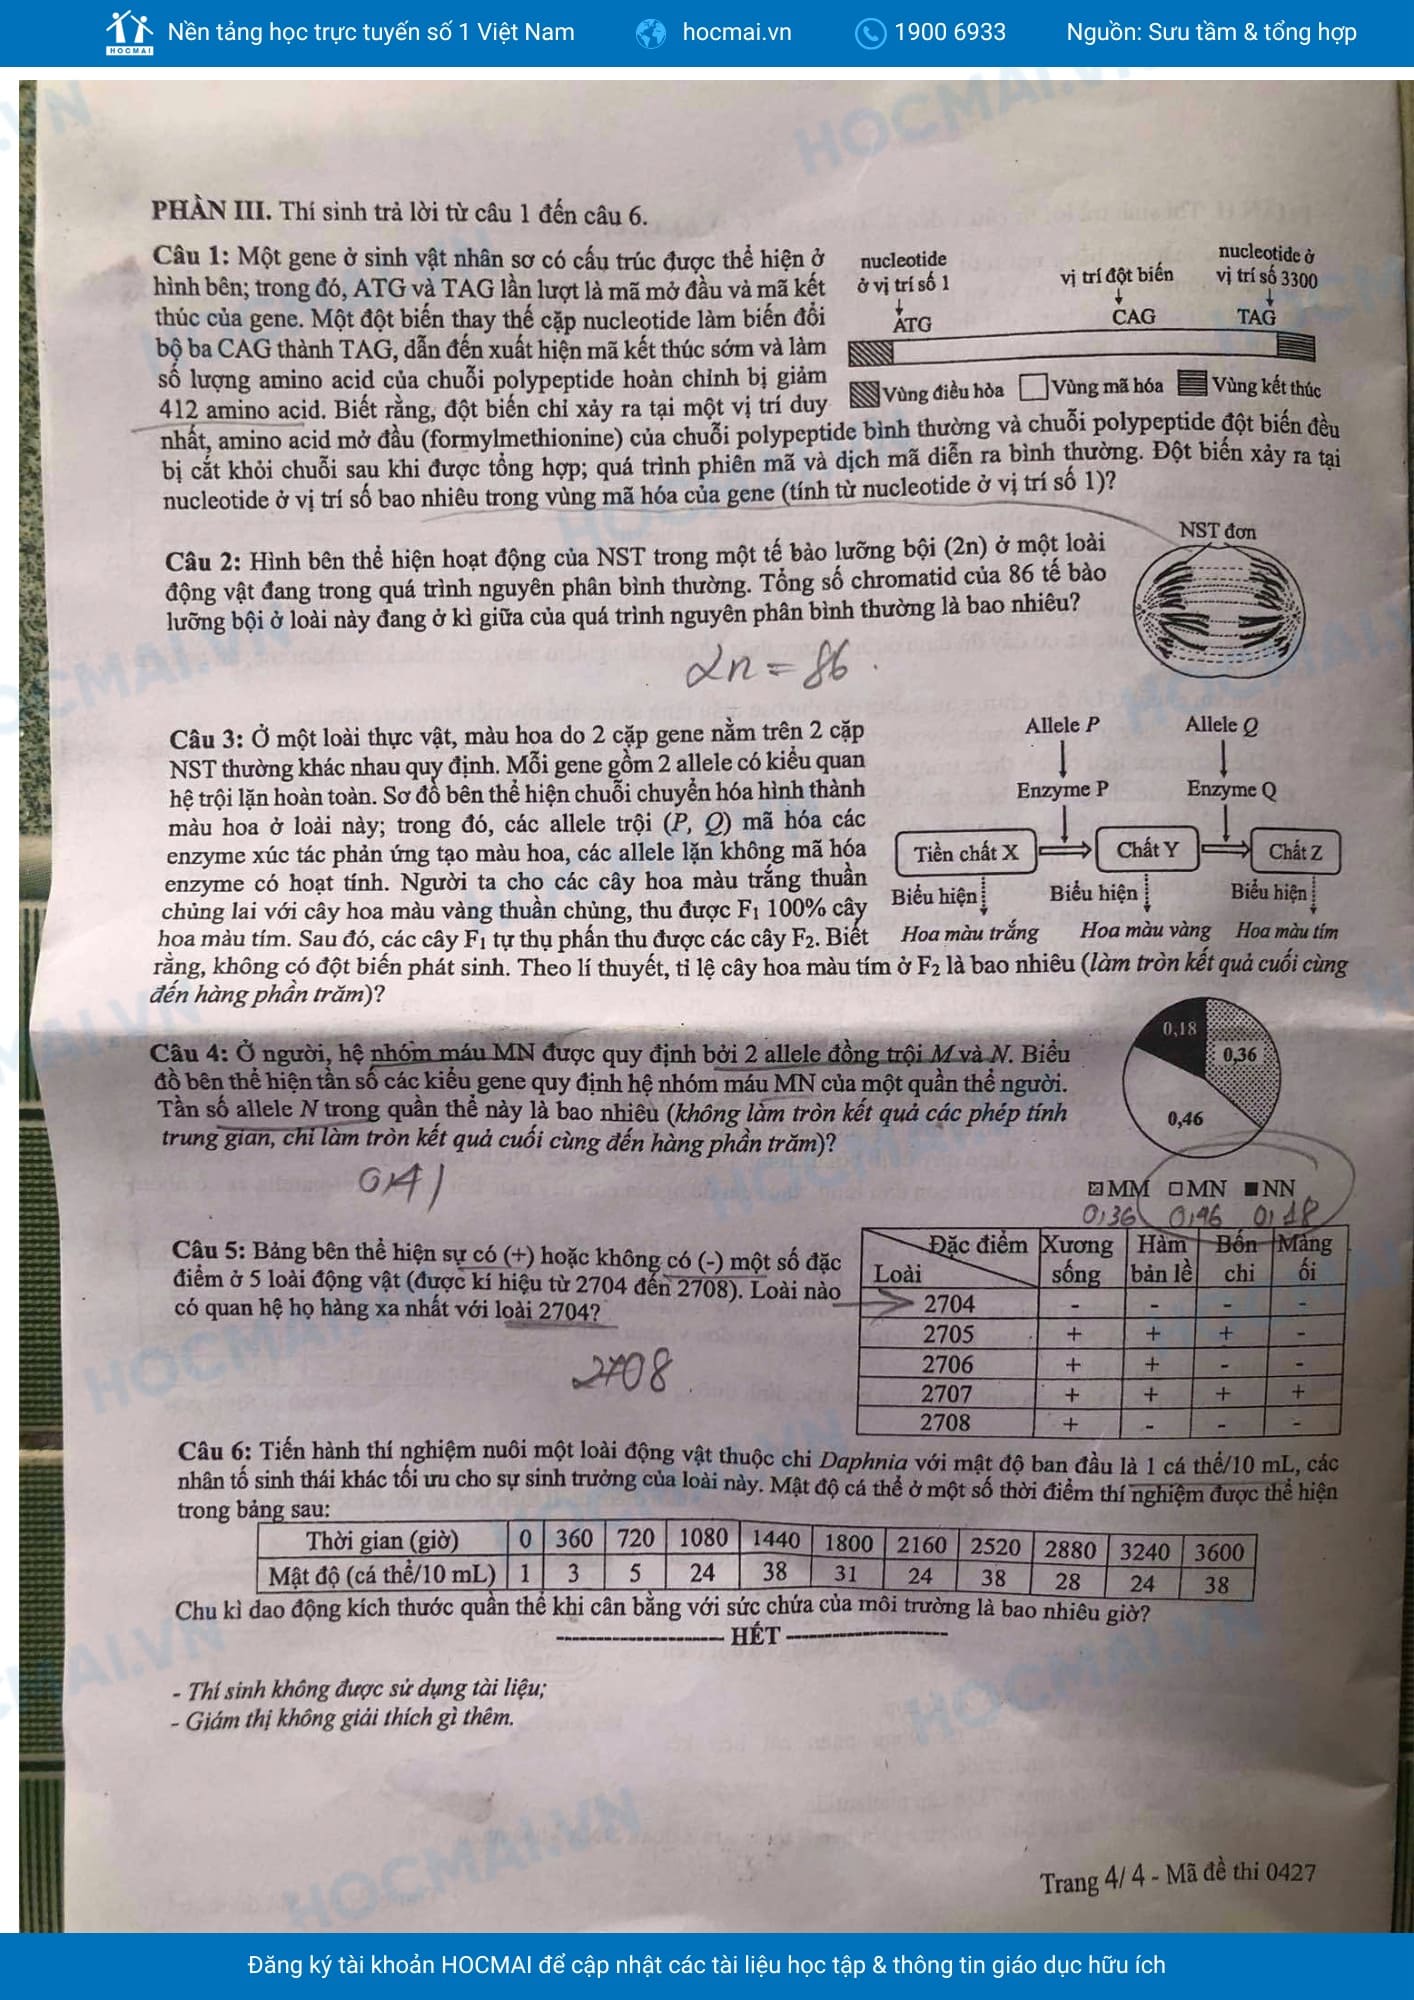 HOCMAI
Nền tảng học trực tuyến số 1 Việt Nam
hocmai.vn
1900 6933
Nguồn: Sưu tầm & tổng hợp
PHẦN III. Thí sinh trả lời từ câu 1 đến câu 6.
Câu 1: Một gene ở sinh vật nhân sơ có cấu trúc được thể hiện ở
hình bên; trong đó, ATG và TAG lần lượt là mã mở đầu và mã kết
thúc của gene. Một đột biến thay thế cặp nucleotide làm biến đổi
bộ ba CAG thành TAG, dẫn đến xuất hiện mã kết thúc sớm và làm
số lượng amino acid của chuỗi polypeptide hoàn chỉnh bị giảm
412 amino acid. Biết rằng, đột biến chỉ xảy ra tại một vị trí duy
nhất, amino acid mở đầu (formylmethionine) của chuỗi polypeptide bình thường và chuỗi polypeptide đột biến đều
bị cắt khỏi chuỗi sau khi được tổng hợp; quá trình phiên mã và dịch mã diễn ra bình thường. Đột biến xảy ra tại
nucleotide ở vị trí số bao nhiêu trong vùng mã hóa của gene (tính từ nucleotide ở vị trí số 1)?
nucleotide
ở vị trí số 1
vị trí đột biến
nucleotide ở
vị trí số 3300
ATG
CAG
TAG
Vùng điều hòa
Vùng mã hóa
Vùng kết thúc
Câu 2: Hình bên thể hiện hoạt động của NST trong một tế bào lưỡng bội (2n) ở một loài
động vật đang trong quá trình nguyên phân bình thường. Tổng số chromatid của 86 tế bào
lưỡng bội ở loài này đang ở kì giữa của quá trình nguyên phân bình thường là bao nhiêu?
NST đơn
2n = 86
Câu 3: Ở một loài thực vật, màu hoa do 2 cặp gene nằm trên 2 cặp
NST thường khác nhau quy định. Mỗi gene gồm 2 allele có kiểu quan
hệ trội lặn hoàn toàn. Sơ đồ bên thể hiện chuỗi chuyển hóa hình thành
màu hoa ở loài này; trong đó, các allele trội (P, Q) mã hóa các
enzyme xúc tác phản ứng tạo màu hoa, các allele lặn không mã hóa
enzyme có hoạt tính. Người ta cho các cây hoa màu trắng thuần
chủng lai với cây hoa màu vàng thuần chủng, thu được F1 100% cây
hoa màu tím. Sau đó, các cây F1 tự thụ phấn thu được các cây F2. Biết
rằng, không có đột biến phát sinh. Theo lí thuyết, tỉ lệ cây hoa màu tím ở F2 là bao nhiêu (làm tròn kết quả cuối cùng
đến hàng phần trăm)?
Allele P
Allele Q
Enzyme P
Enzyme Q
Tiền chất X
Chất Y
Chất Z
Biểu hiện
Biểu hiện
Biểu hiện
Hoa màu trắng
Hoa màu vàng
Hoa màu tím
Câu 4: Ở người, hệ nhóm máu MN được quy định bởi 2 allele đồng trội M và N. Biểu
đồ bên thể hiện tần số các kiểu gene quy định hệ nhóm máu MN của một quần thể người.
Tần số allele N trong quần thể này là bao nhiêu (không làm tròn kết quả các phép tính
trung gian, chỉ làm tròn kết quả cuối cùng đến hàng phần trăm)?
0,41
0,18
0,36
0,46
MM MN NN
0,36 0,46 0,18
Câu 5: Bảng bên thể hiện sự có (+) hoặc không có (-) một số đặc
điểm ở 5 loài động vật (được kí hiệu từ 2704 đến 2708). Loài nào
có quan hệ họ hàng xa nhất với loài 2704?
2708
Đặc điểm Xương Hàm Bốn Màng
Loài sống bản lề chi ối
2704 - - - -
2705 + + + -
2706 + + - -
2707 + + + +
2708 + - - -
Câu 6: Tiến hành thí nghiệm nuôi một loài động vật thuộc chi Daphnia với mật độ ban đầu là 1 cá thể/10 mL, các
nhân tố sinh thái khác tối ưu cho sự sinh trưởng của loài này. Mật độ cá thể ở một số thời điểm thí nghiệm được thể hiện
trong bảng sau:
Thời gian (giờ) 0 360 720 1080 1440 1800 2160 2520 2880 3240 3600
Mật độ (cá thể/10 mL) 1 3 5 24 38 31 24 38 28 24 38
Chu kì dao động kích thước quần thể khi cân bằng với sức chứa của môi trường là bao nhiêu giờ?
---------------------- HẾT ----------------------
- Thí sinh không được sử dụng tài liệu;
- Giám thị không giải thích gì thêm.
Trang 4/ 4 - Mã đề thi 0427
Đăng ký tài khoản HOCMAI để cập nhật các tài liệu học tập & thông tin giáo dục hữu ích